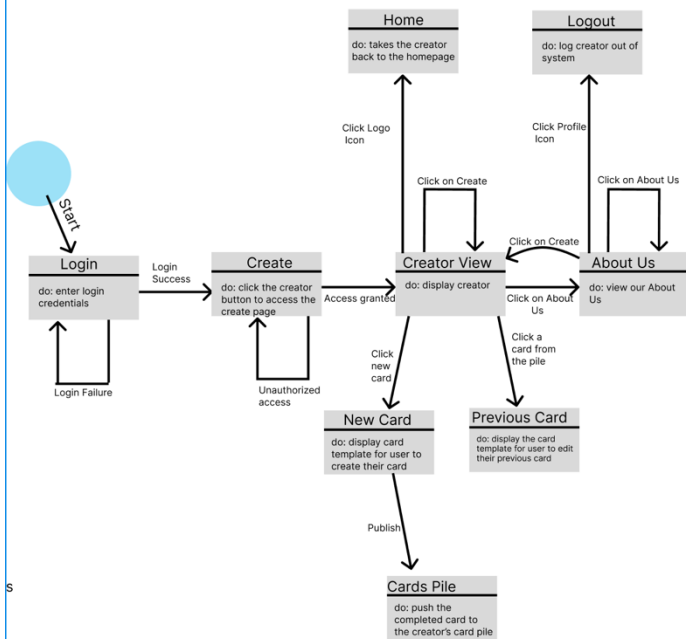 Home
do: takes the creator
back to the homepage
Logout
do: log creator out of
system
Click Logo
Icon
Click Profile
Icon
Click on Create
Click on About Us
Start
Login
do: enter login
credentials
Login
Success
Login Failure
Create
do: click the creator
button to access the
create page
Access granted
Unauthorized
access
Creator View
do: display creator
Click on Create
Click on About
Us
About Us
do: view our About
Us
Click
new
card
Click a
card from
the pile
New Card
do: display card
template for user to
create their card
Previous Card
do: display the card
template for user to edit
their previous card
Publish
Cards Pile
do: push the
completed card to
the creator's card pile
s